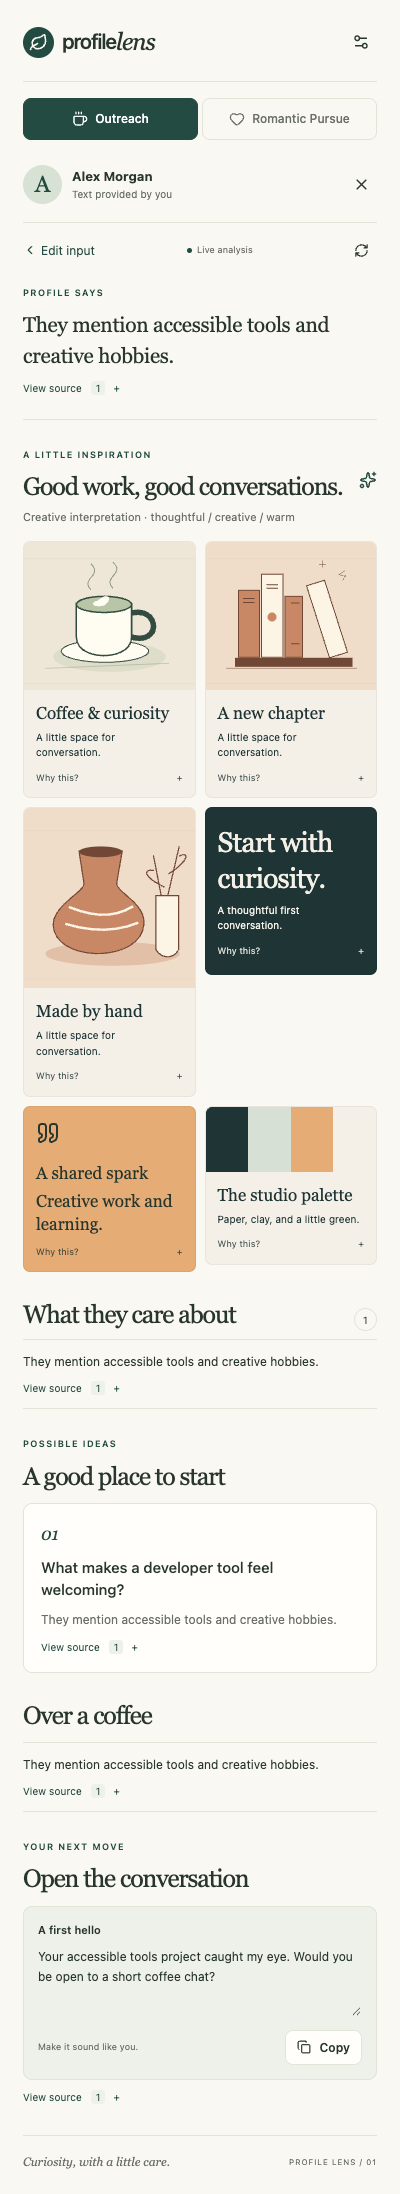 profilelens
Outreach
Romantic Pursue
A
Alex Morgan
Text provided by you
Edit input
Live analysis
PROFILE SAYS
They mention accessible tools and
creative hobbies.
View source 1 +
A LITTLE INSPIRATION
Good work, good conversations.
Creative interpretation · thoughtful / creative / warm
Coffee & curiosity
A little space for
conversation.
Why this? +
A new chapter
A little space for
conversation.
Why this? +
Made by hand
A little space for
conversation.
Why this? +
Start with
curiosity.
A thoughtful first
conversation.
Why this? +
A shared spark
Creative work and
learning.
Why this? +
The studio palette
Paper, clay, and a little green.
Why this? +
What they care about
1
They mention accessible tools and creative hobbies.
View source 1 +
POSSIBLE IDEAS
A good place to start
01
What makes a developer tool feel
welcoming?
They mention accessible tools and creative hobbies.
View source 1 +
Over a coffee
They mention accessible tools and creative hobbies.
View source 1 +
YOUR NEXT MOVE
Open the conversation
A first hello
Your accessible tools project caught my eye. Would you
be open to a short coffee chat?
Make it sound like you.
Copy
View source 1 +
Curiosity, with a little care.
PROFILE LENS / 01